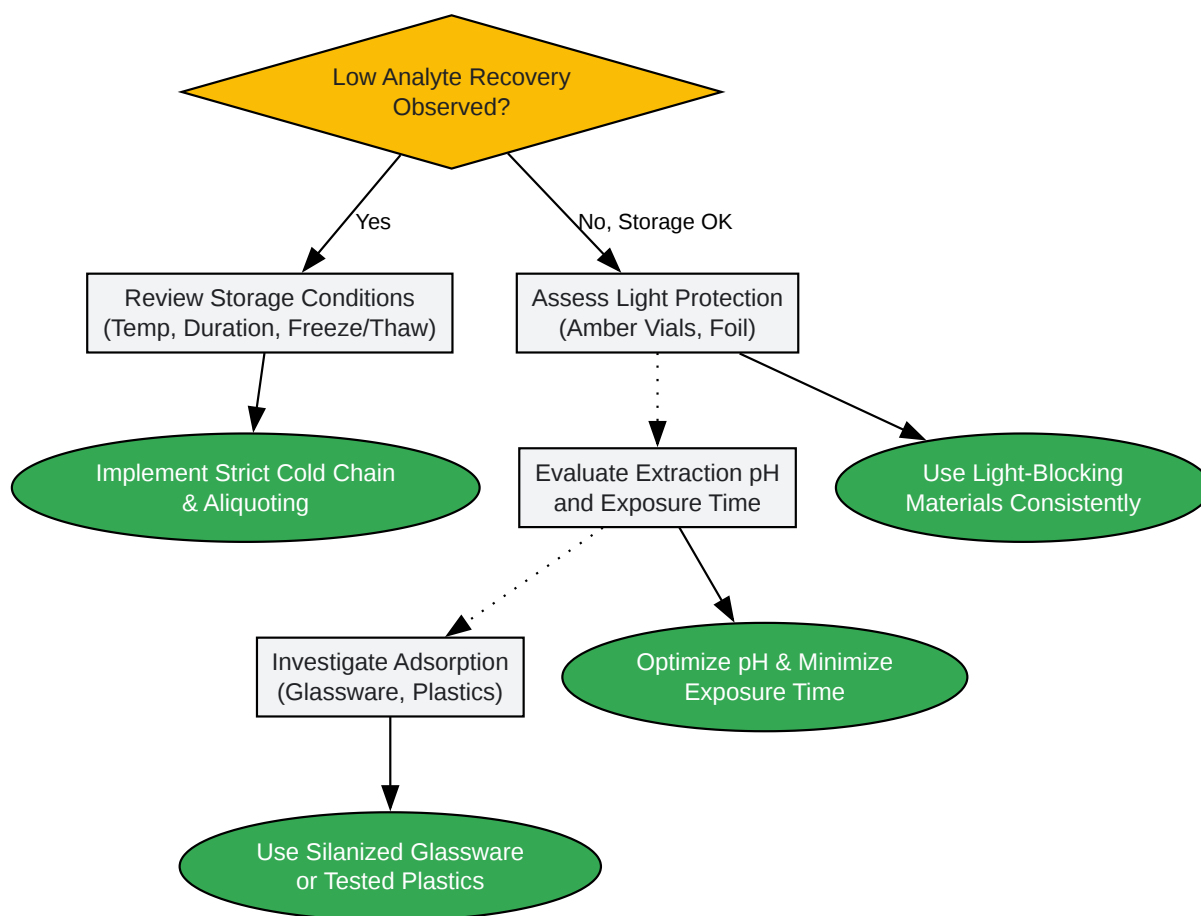 Low Analyte Recovery
Observed?
Yes
No, Storage OK
Review Storage Conditions
(Temp, Duration, Freeze/Thaw)
Assess Light Protection
(Amber Vials, Foil)
Implement Strict Cold Chain
& Aliquoting
Evaluate Extraction pH
and Exposure Time
Use Light-Blocking
Materials Consistently
Investigate Adsorption
(Glassware, Plastics)
Optimize pH & Minimize
Exposure Time
Use Silanized Glassware
or Tested Plastics